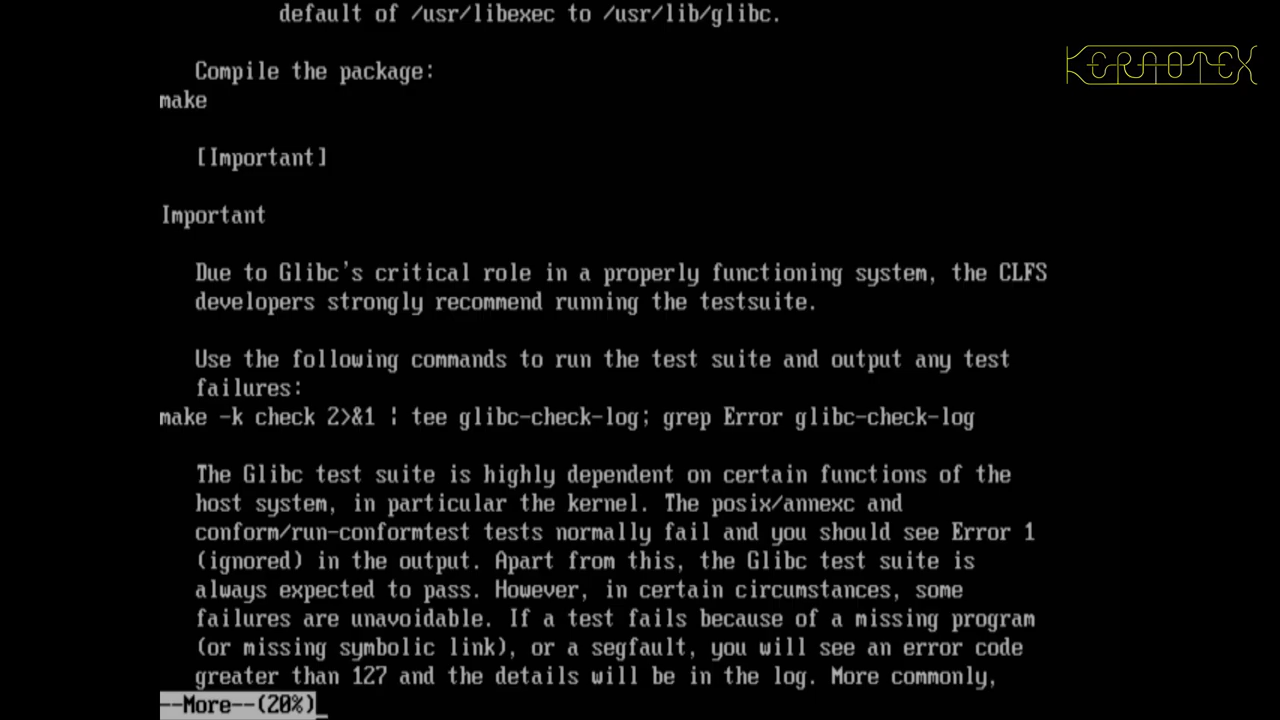 default of /usr/libexec to /usr/lib/glibc.
KERNOTEX
Compile the package:
make
[Important]
Important
Due to Glibc's critical role in a properly functioning system, the CLFS
developers strongly recommend running the testsuite.
Use the following commands to run the test suite and output any test
failures:
make -k check 2>&1 | tee glibc-check-log; grep Error glibc-check-log
The Glibc test suite is highly dependent on certain functions of the
host system, in particular the kernel. The posix/annexc and
conform/run-conformtest tests normally fail and you should see Error 1
(ignored) in the output. Apart from this, the Glibc test suite is
always expected to pass. However, in certain circumstances, some
failures are unavoidable. If a test fails because of a missing program
(or missing symbolic link), or a segfault, you will see an error code
greater than 127 and the details will be in the log. More commonly,
--More--(20%)_